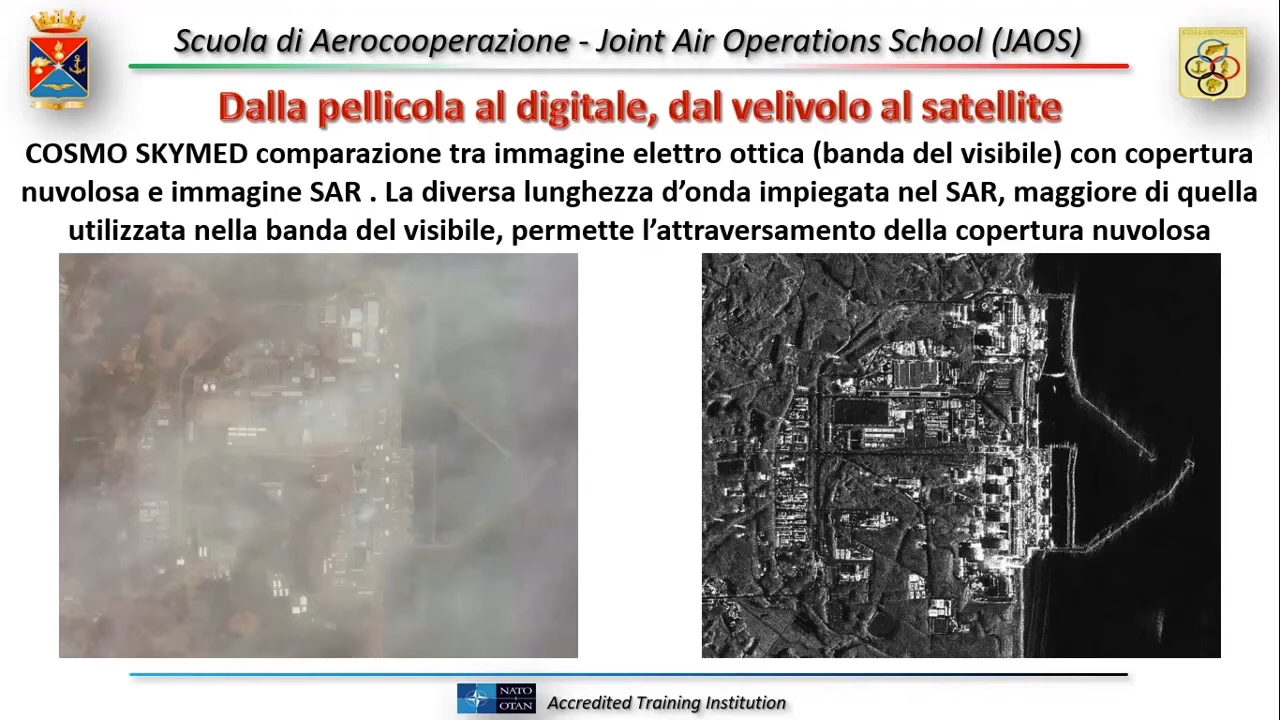 Scuola di Aerocooperazione - Joint Air Operations School (JAOS)
Dalla pellicola al digitale, dal velivolo al satellite
COSMO SKYMED comparazione tra immagine elettro ottica (banda del visibile) con copertura
nuvolosa e immagine SAR . La diversa lunghezza d’onda impiegata nel SAR, maggiore di quella
utilizzata nella banda del visibile, permette l’attraversamento della copertura nuvolosa
NATO
OTAN
Accredited Training Institution